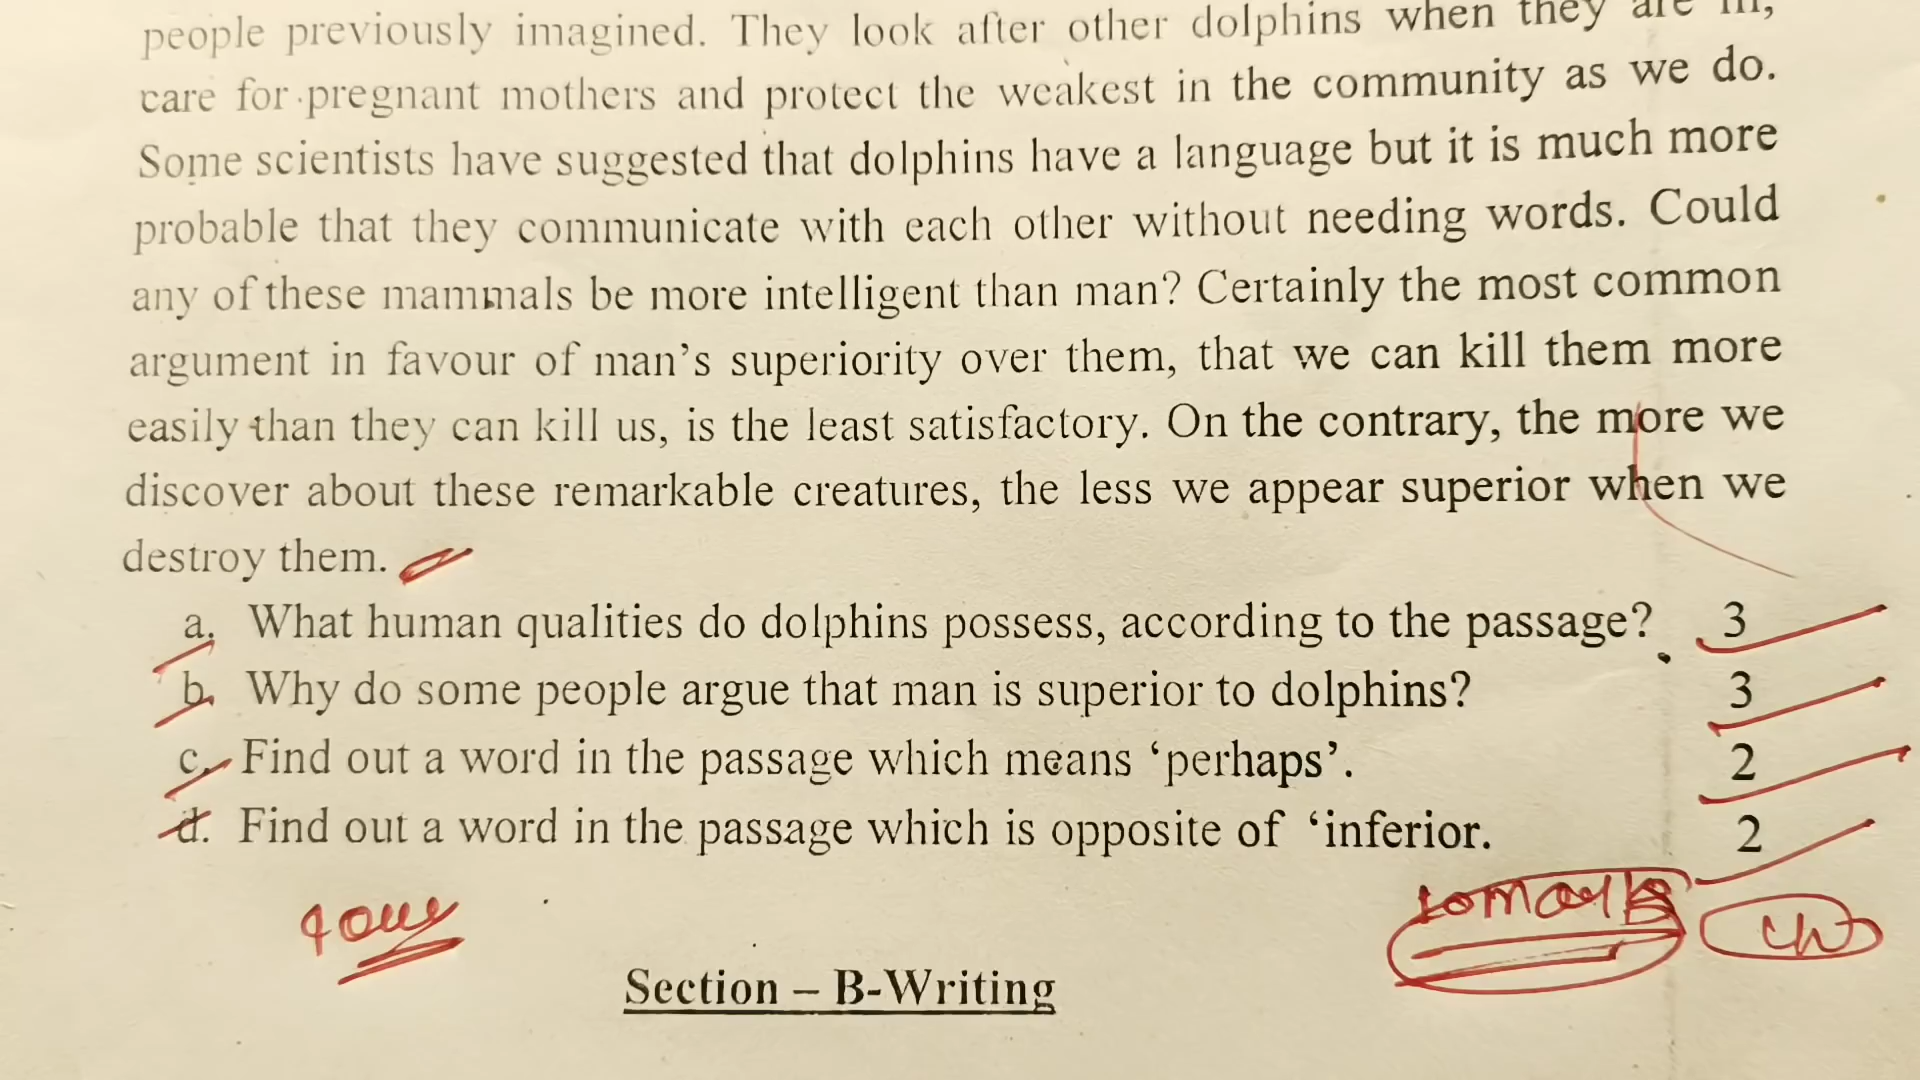 people previously imagined. They look after other dolphins when they are ill,
care for pregnant mothers and protect the weakest in the community as we do.
Some scientists have suggested that dolphins have a language but it is much more
probable that they communicate with each other without needing words. Could
any of these mammals be more intelligent than man? Certainly the most common
argument in favour of man's superiority over them, that we can kill them more
easily than they can kill us, is the least satisfactory. On the contrary, the more we
discover about these remarkable creatures, the less we appear superior when we
destroy them.
a. What human qualities do dolphins possess, according to the passage? 3
b. Why do some people argue that man is superior to dolphins? 3
c. Find out a word in the passage which means ‘perhaps’. 2
d. Find out a word in the passage which is opposite of ‘inferior. 2
10 marks
Section – B-Writing